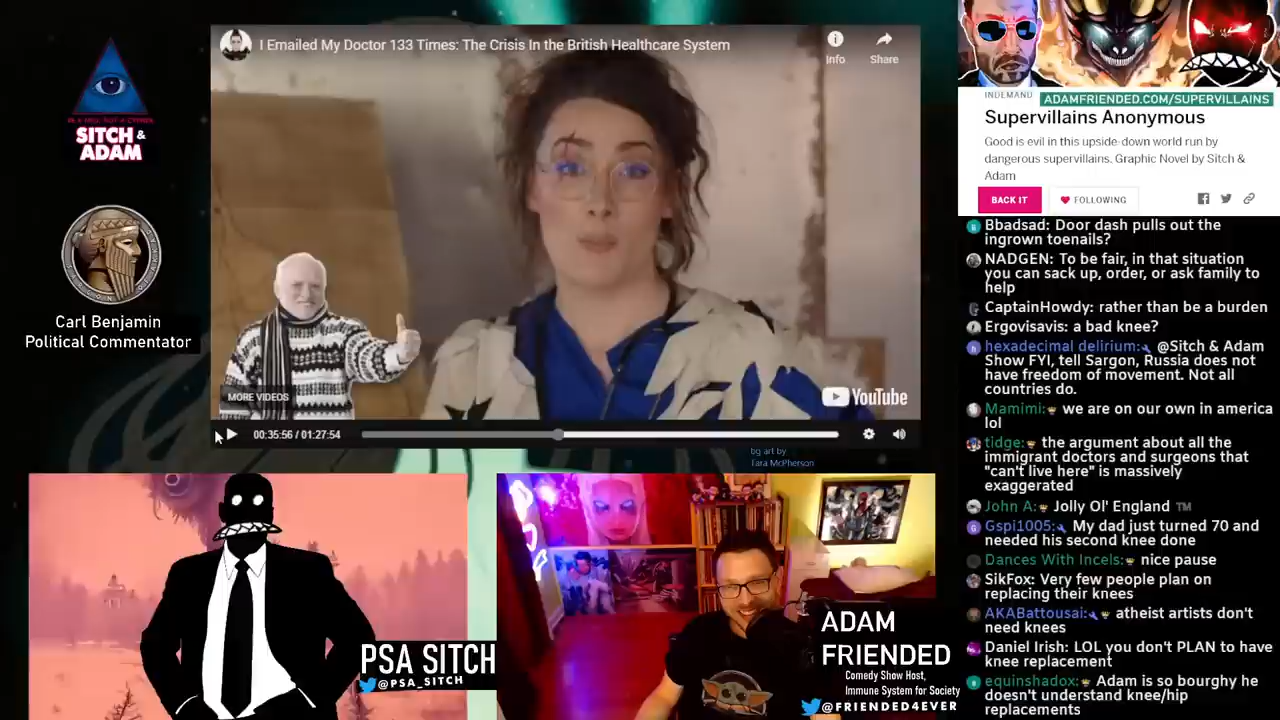 I Emailed My Doctor 133 Times: The Crisis In the British Healthcare System
Info
Share
SITCH &
ADAM
Carl Benjamin
Political Commentator
MORE VIDEOS
YouTube
00:35:56 / 01:27:54
bg art by
Tara McPherson
PSA SITCH
@PSA_SITCH
ADAM
FRIENDED
Comedy Show Host,
Immune System for Society
@FRIENDED4EVER
INDEMAND
ADAMFRIENDED.COM/SUPERVILLAINS
Supervillains Anonymous
Good is evil in this upside-down world run by
dangerous supervillains. Graphic Novel by Sitch &
Adam
BACK IT
FOLLOWING
Bbadsad: Door dash pulls out the
ingrown toenails?
NADGEN: To be fair, in that situation
you can sack up, order, or ask family to
help
CaptainHowdy: rather than be a burden
Ergovisavis: a bad knee?
hexadecimal delirium: @Sitch & Adam
Show FYI, tell Sargon, Russia does not
have freedom of movement. Not all
countries do.
Mamimi: we are on our own in america
lol
tidge: the argument about all the
immigrant doctors and surgeons that
"can't live here" is massively
exaggerated
John A: Jolly Ol' England ™
Gspi1005: My dad just turned 70 and
needed his second knee done
Dances With Incels: nice pause
SikFox: Very few people plan on
replacing their knees
AKABattousai: atheist artists don't
need knees
Daniel Irish: LOL you don't PLAN to have
knee replacement
equinshadox: Adam is so bourghy he
doesn't understand knee/hip
replacements